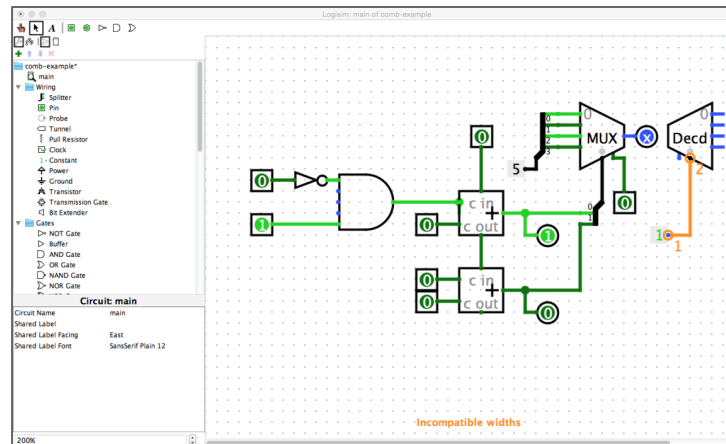 Logisim: main of comb-example
A
comb-example*
main
Wiring
Splitter
Pin
Probe
Tunnel
Pull Resistor
Clock
1 Constant
Power
Ground
Transistor
Transmission Gate
Bit Extender
Gates
NOT Gate
Buffer
AND Gate
OR Gate
NAND Gate
NOR Gate
Circuit: main
Circuit Name main
Shared Label
Shared Label Facing East
Shared Label Font SansSerif Plain 12
200%
0
1
0
0
c in
+
c out
1
0
0
c in
+
c out
0
5
0
1
2
3
0
MUX
x
0
0
1
0
Decd
2
1
1
Incompatible widths